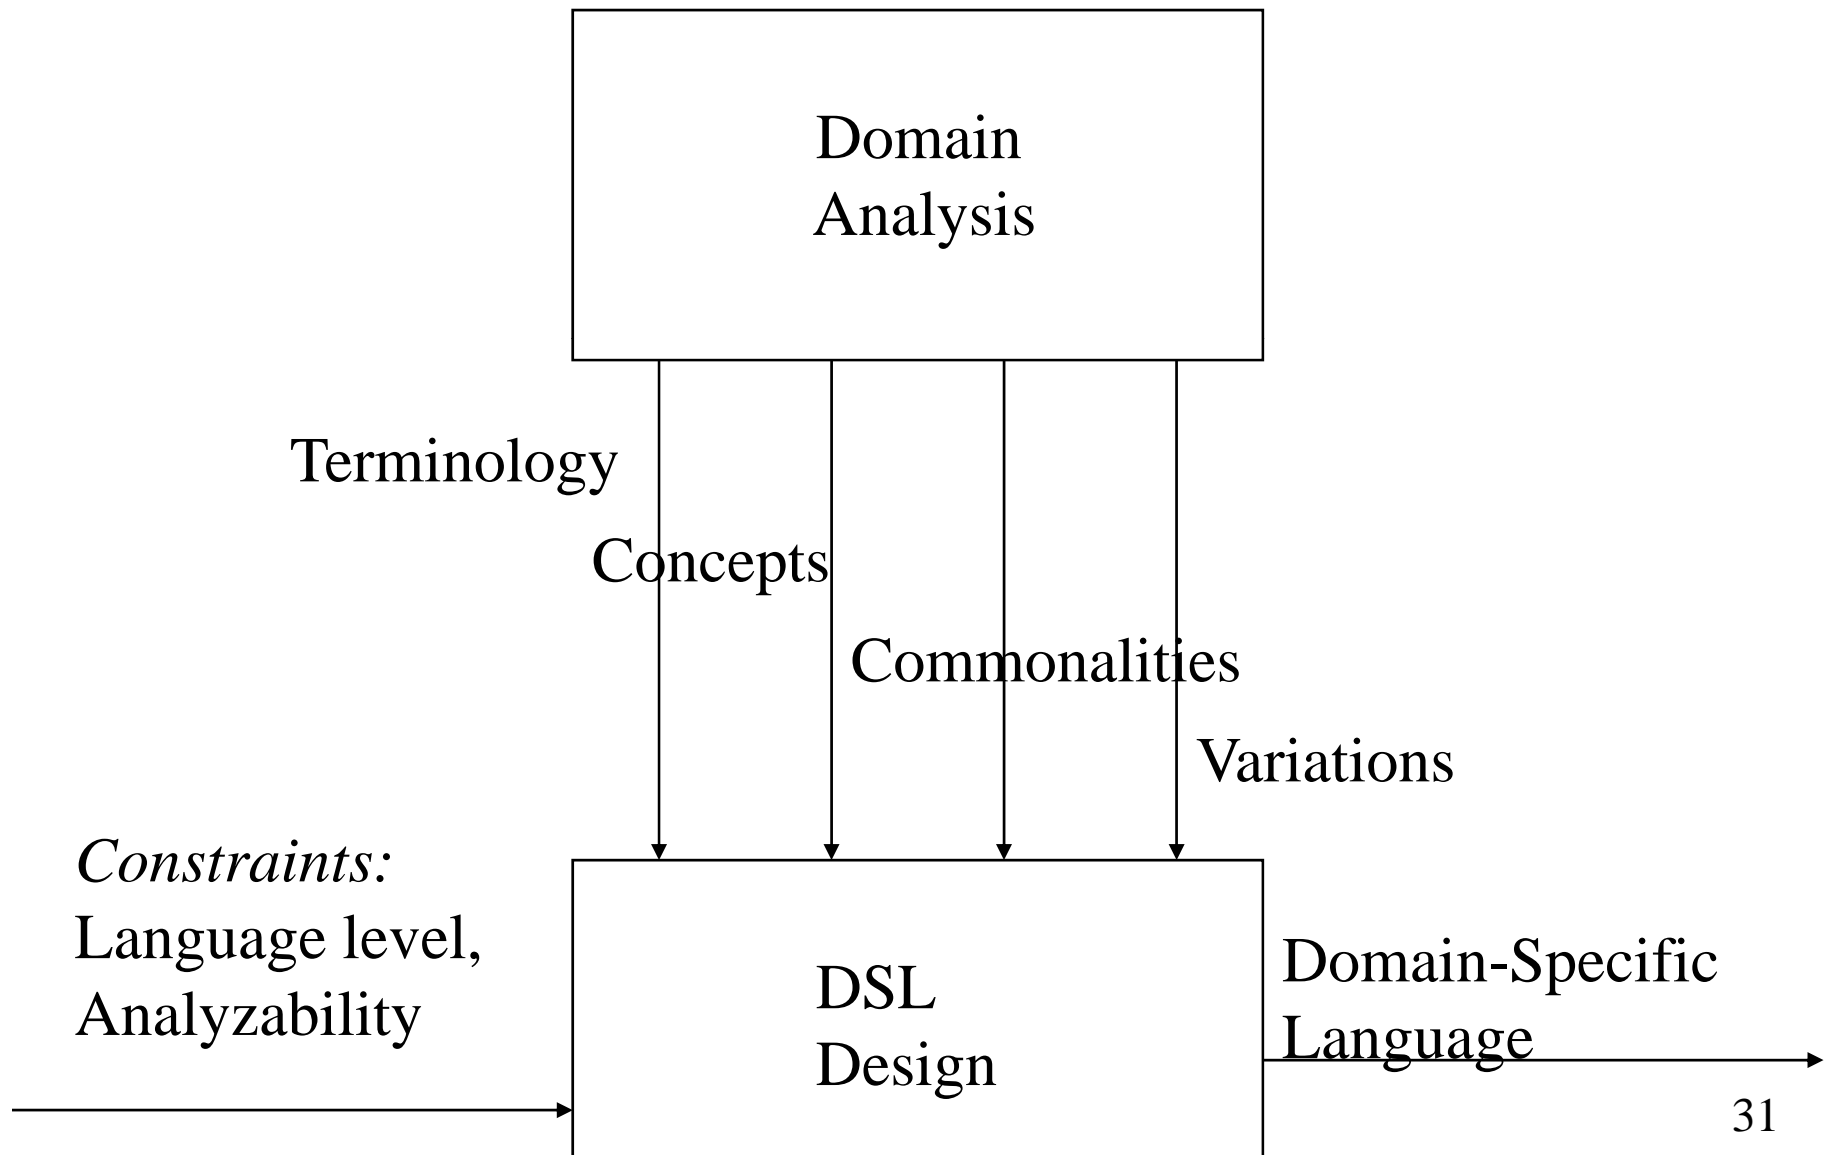 Domain
Analysis
Terminology
Concepts
Commonalities
Variations
Constraints:
Language level,
Analyzability
DSL
Design
Domain-Specific
Language
31